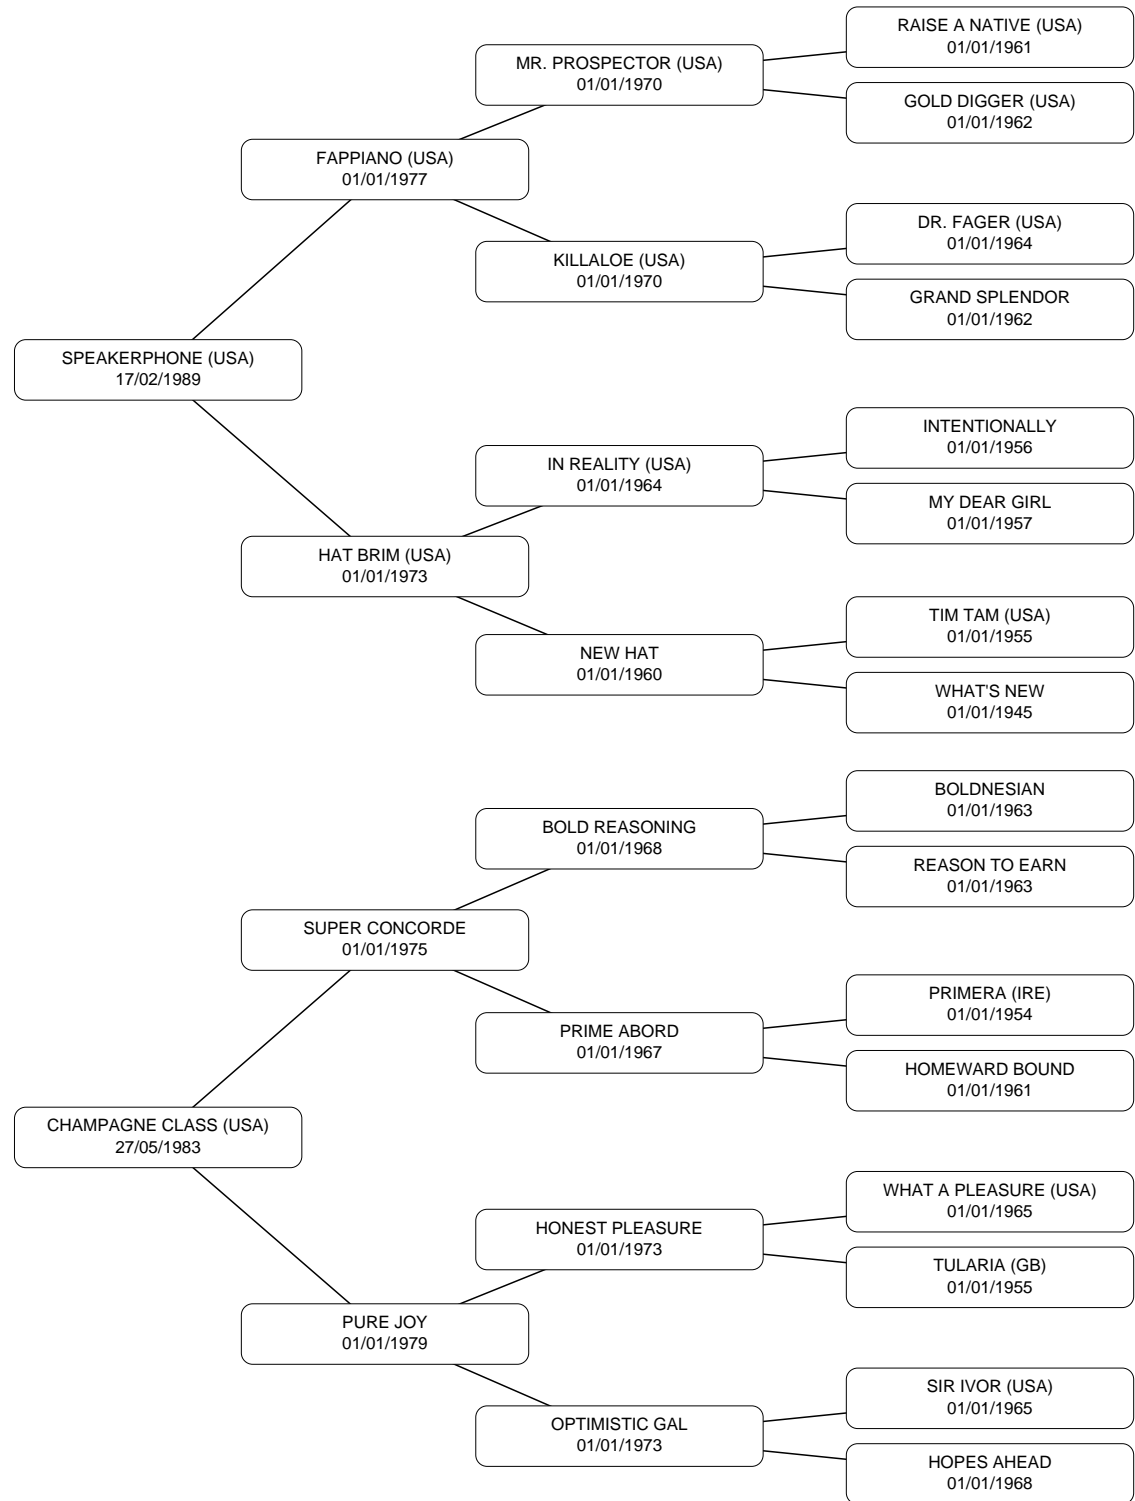 RAISE A NATIVE (USA)
01/01/1961
MR. PROSPECTOR (USA)
01/01/1970
GOLD DIGGER (USA)
01/01/1962
FAPPIANO (USA)
01/01/1977
DR. FAGER (USA)
01/01/1964
KILLALOE (USA)
01/01/1970
GRAND SPLENDOR
01/01/1962
SPEAKERPHONE (USA)
17/02/1989
INTENTIONALLY
01/01/1956
IN REALITY (USA)
01/01/1964
MY DEAR GIRL
01/01/1957
HAT BRIM (USA)
01/01/1973
TIM TAM (USA)
01/01/1955
NEW HAT
01/01/1960
WHAT'S NEW
01/01/1945
BOLDNESIAN
01/01/1963
BOLD REASONING
01/01/1968
REASON TO EARN
01/01/1963
SUPER CONCORDE
01/01/1975
PRIMERA (IRE)
01/01/1954
PRIME ABORD
01/01/1967
HOMEWARD BOUND
01/01/1961
CHAMPAGNE CLASS (USA)
27/05/1983
WHAT A PLEASURE (USA)
01/01/1965
HONEST PLEASURE
01/01/1973
TULARIA (GB)
01/01/1955
PURE JOY
01/01/1979
SIR IVOR (USA)
01/01/1965
OPTIMISTIC GAL
01/01/1973
HOPES AHEAD
01/01/1968